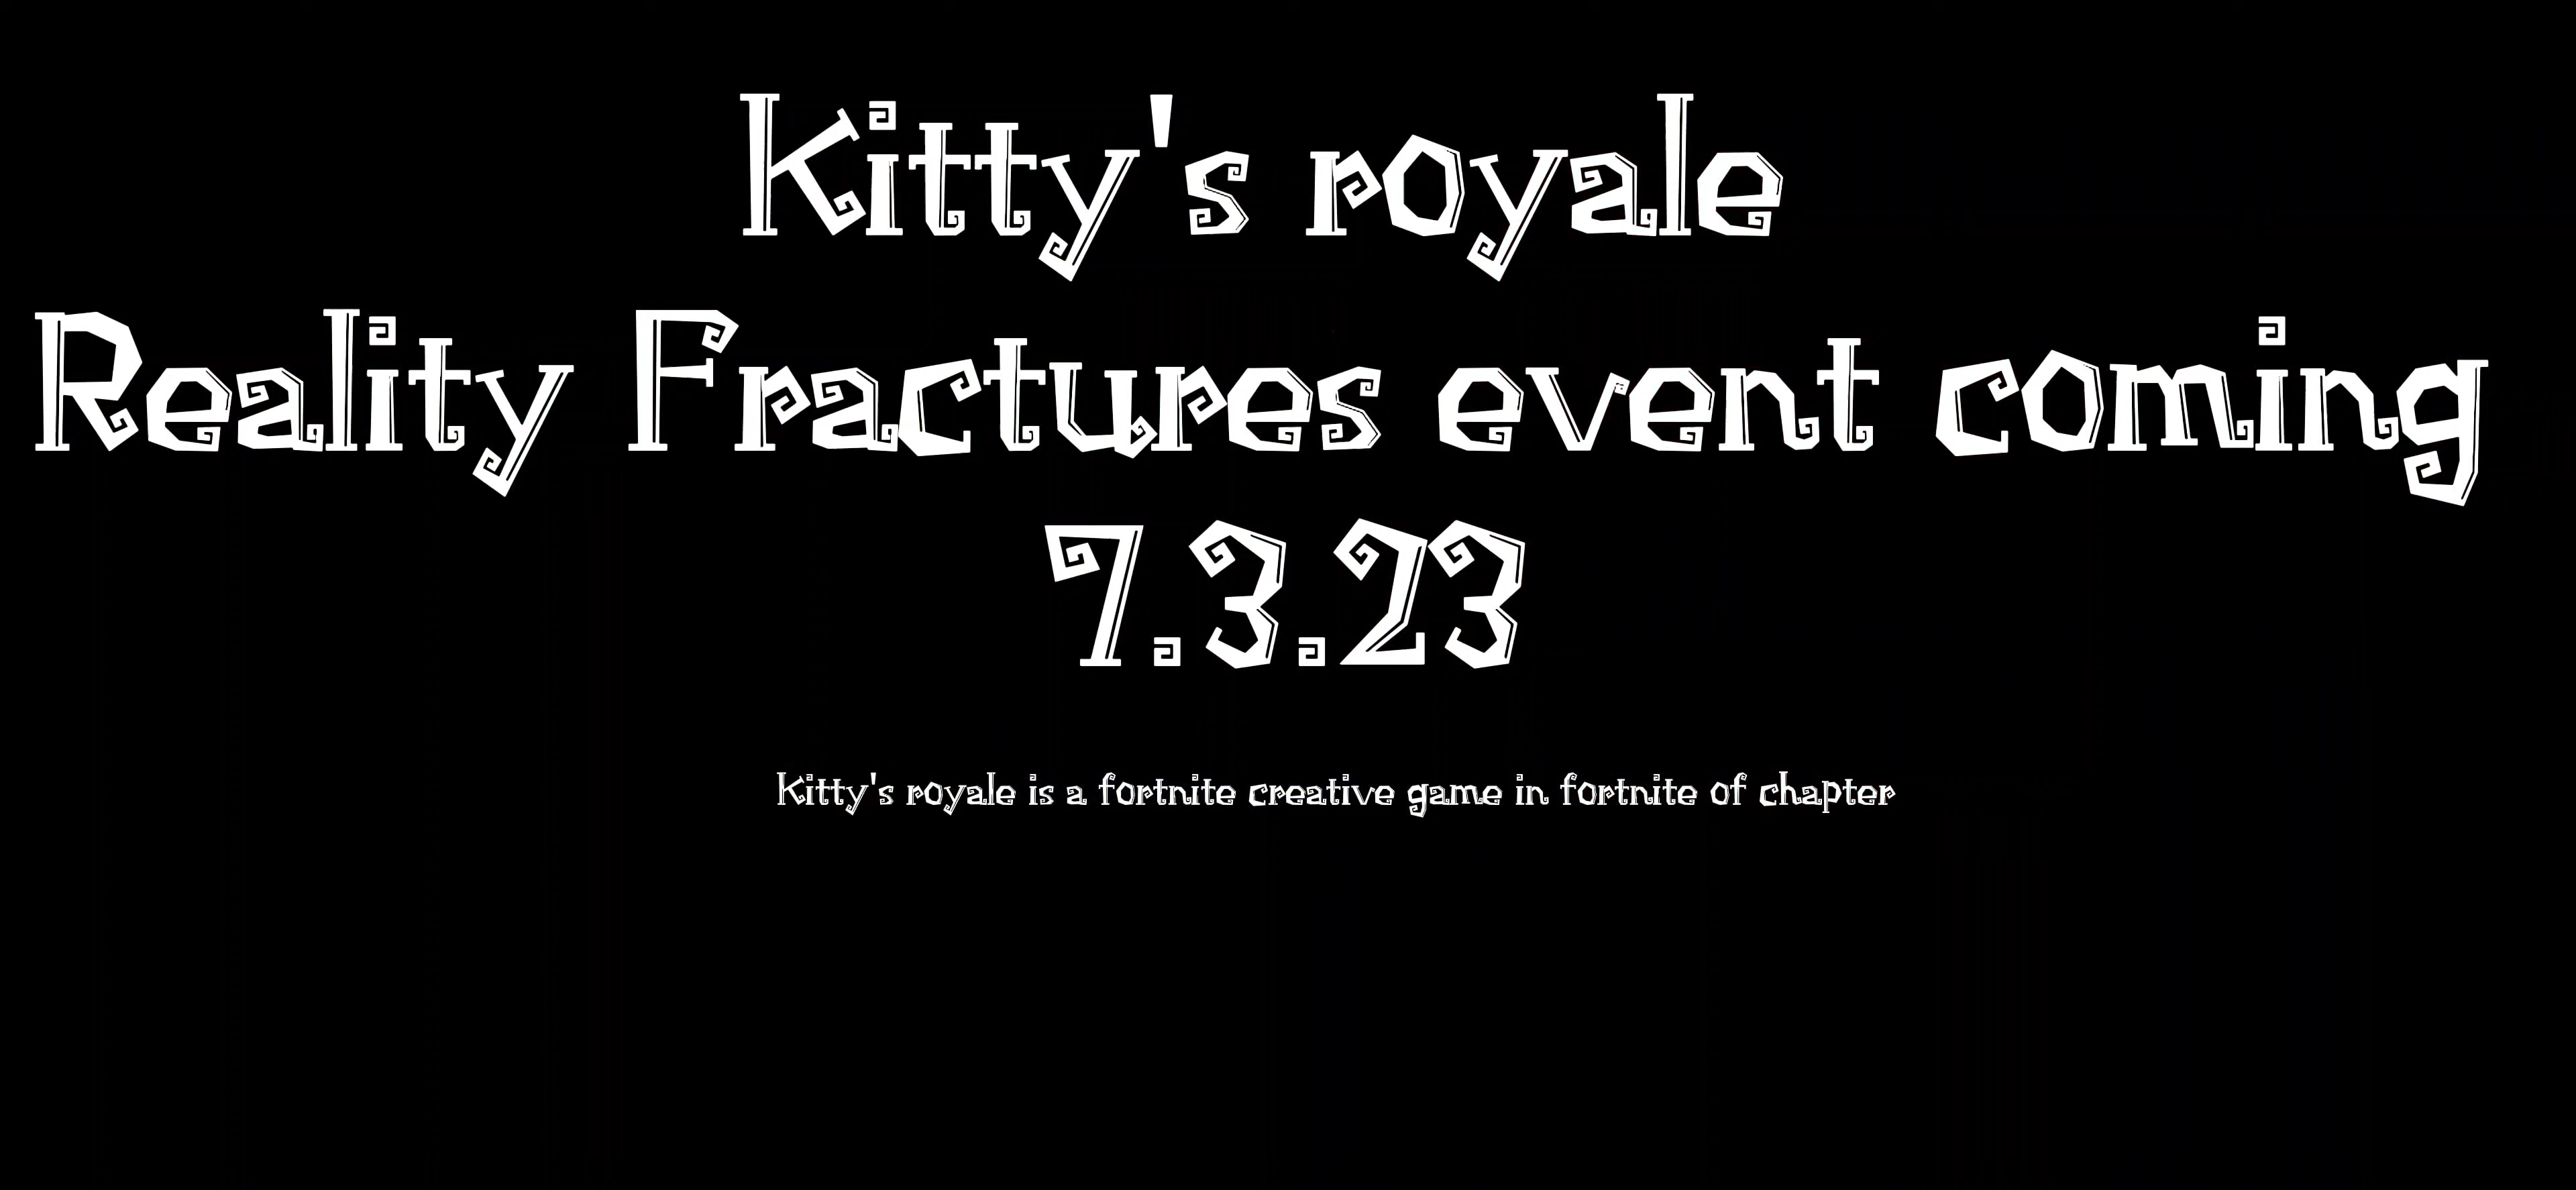 Kitty's royale
Reality Fractures event coming
7.3.23
Kitty's royale is a fortnite creative game in fortnite of chapter